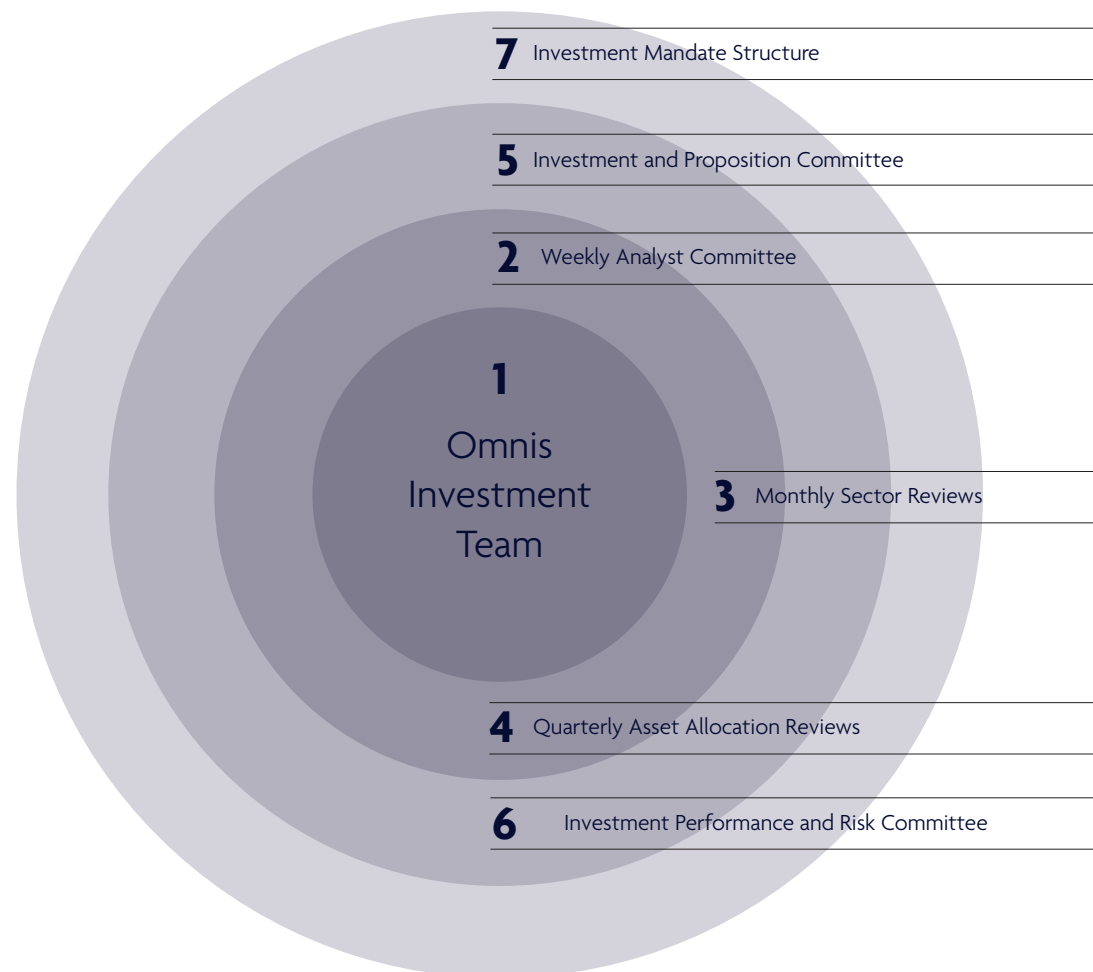 7 Investment Mandate Structure
5 Investment and Proposition Committee
2 Weekly Analyst Committee
1
Omnis
Investment
Team
3 Monthly Sector Reviews
4 Quarterly Asset Allocation Reviews
6 Investment Performance and Risk Committee